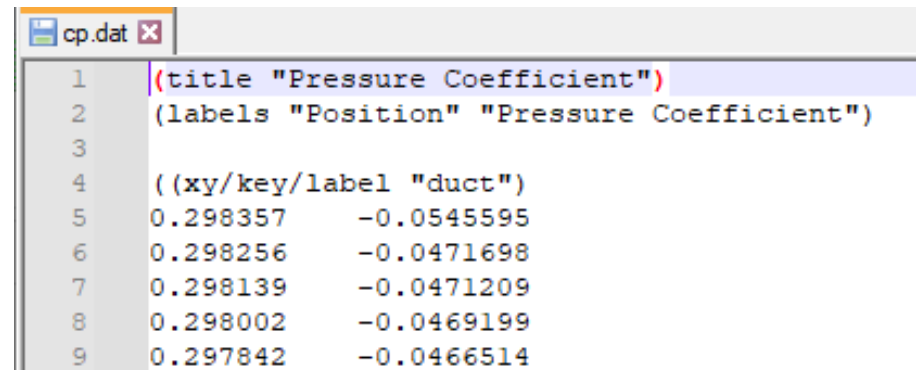 cp.dat
1 (title "Pressure Coefficient")
2 (labels "Position" "Pressure Coefficient")
3
4 ((xy/key/label "duct")
5 0.298357 -0.0545595
6 0.298256 -0.0471698
7 0.298139 -0.0471209
8 0.298002 -0.0469199
9 0.297842 -0.0466514